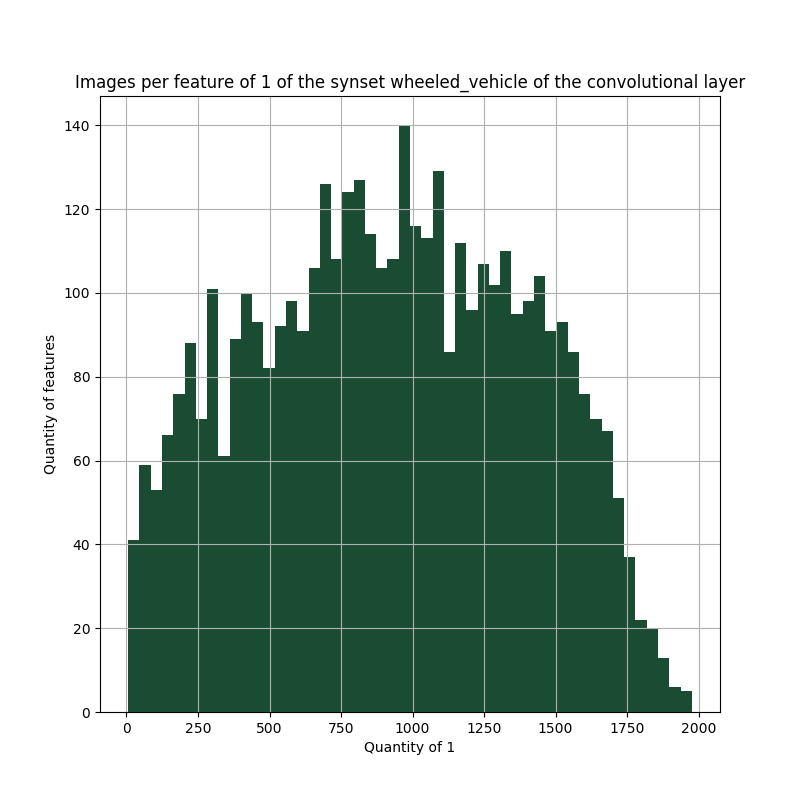 Images per feature of 1 of the synset wheeled_vehicle of the convolutional layer
140
120
100
80
60
40
20
0
Quantity of features
0 250 500 750 1000 1250 1500 1750 2000
Quantity of 1